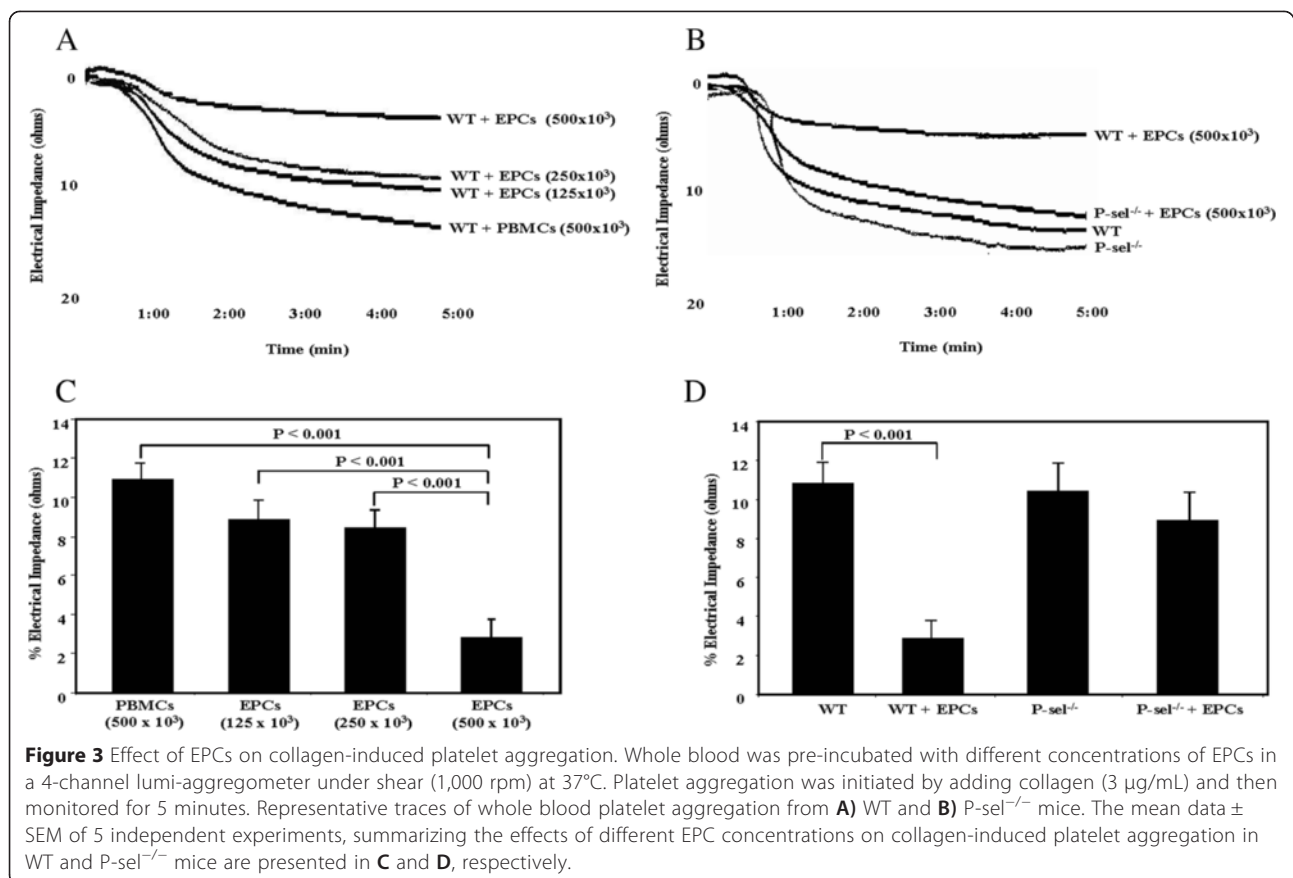 A
Electrical Impedance (ohms)
0
10
20
WT + EPCs (500x10³)
WT + EPCs (250x10³)
WT + EPCs (125x10³)
WT + PBMCs (500x10³)
1:00 2:00 3:00 4:00 5:00
Time (min)
B
Electrical Impedance (ohms)
0
10
20
WT + EPCs (500x10³)
P-sel⁻/⁻ + EPCs (500x10³)
WT
P-sel⁻/⁻
1:00 2:00 3:00 4:00 5:00
Time (min)
C
% Electrical Impedance (ohms)
14
12
10
8
6
4
2
0
P < 0.001
P < 0.001
P < 0.001
PBMCs EPCs EPCs EPCs
(500 x 10³) (125 x 10³) (250 x 10³) (500 x 10³)
D
% Electrical Impedance (ohms)
14
12
10
8
6
4
2
0
P < 0.001
WT WT + EPCs P-sel⁻/⁻ P-sel⁻/⁻ + EPCs
Figure 3 Effect of EPCs on collagen-induced platelet aggregation. Whole blood was pre-incubated with different concentrations of EPCs in
a 4-channel lumi-aggregometer under shear (1,000 rpm) at 37°C. Platelet aggregation was initiated by adding collagen (3 μg/mL) and then
monitored for 5 minutes. Representative traces of whole blood platelet aggregation from A) WT and B) P-sel⁻/⁻ mice. The mean data ±
SEM of 5 independent experiments, summarizing the effects of different EPC concentrations on collagen-induced platelet aggregation in
WT and P-sel⁻/⁻ mice are presented in C and D, respectively.